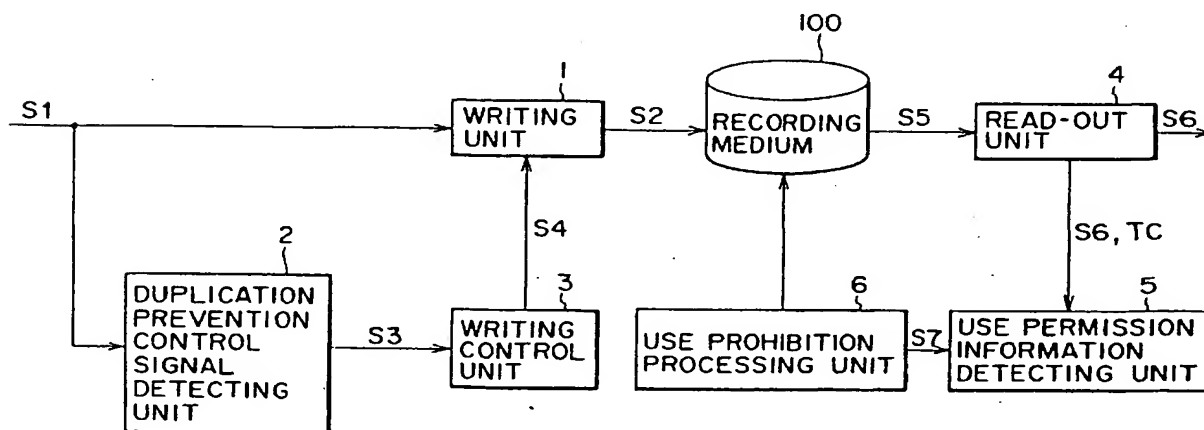 100
1
4
S1
WRITING
UNIT
S2
RECORDING
MEDIUM
S5
READ-OUT
UNIT
S6
S4
S6, TC
2
3
6
5
DUPLICATION
PREVENTION
CONTROL
SIGNAL
DETECTING
UNIT
S3
WRITING
CONTROL
UNIT
USE PROHIBITION
PROCESSING UNIT
S7
USE PERMISSION
INFORMATION
DETECTING UNIT